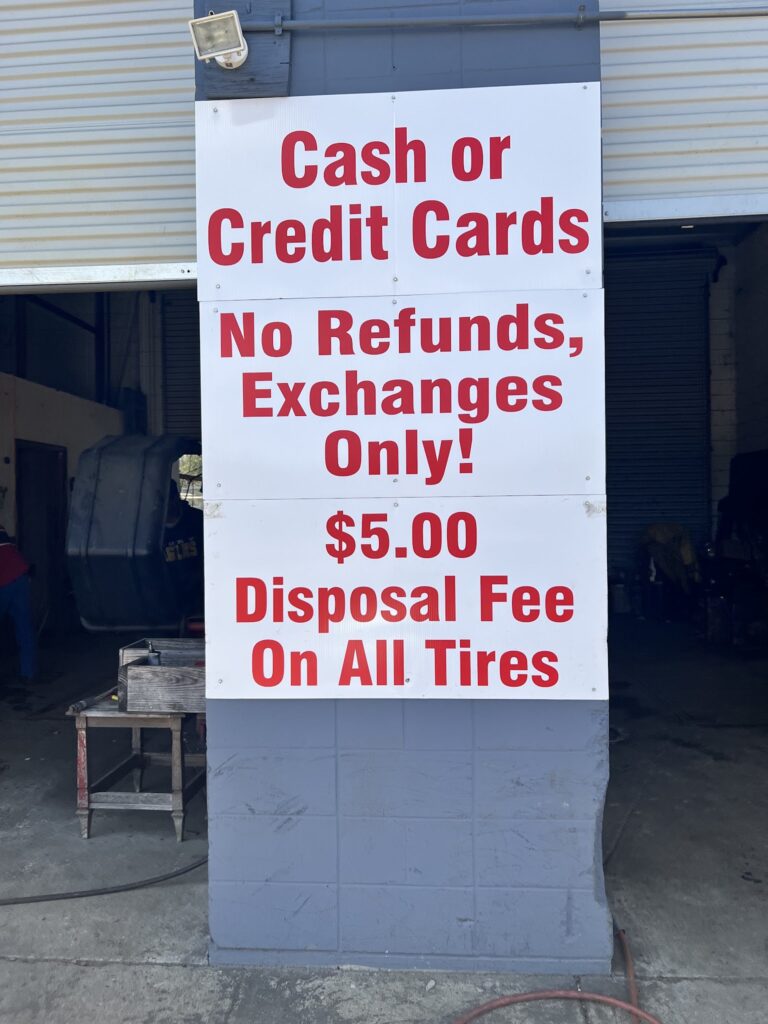 Cash or
Credit Cards
No Refunds,
Exchanges
Only!
$5.00
Disposal Fee
On All Tires